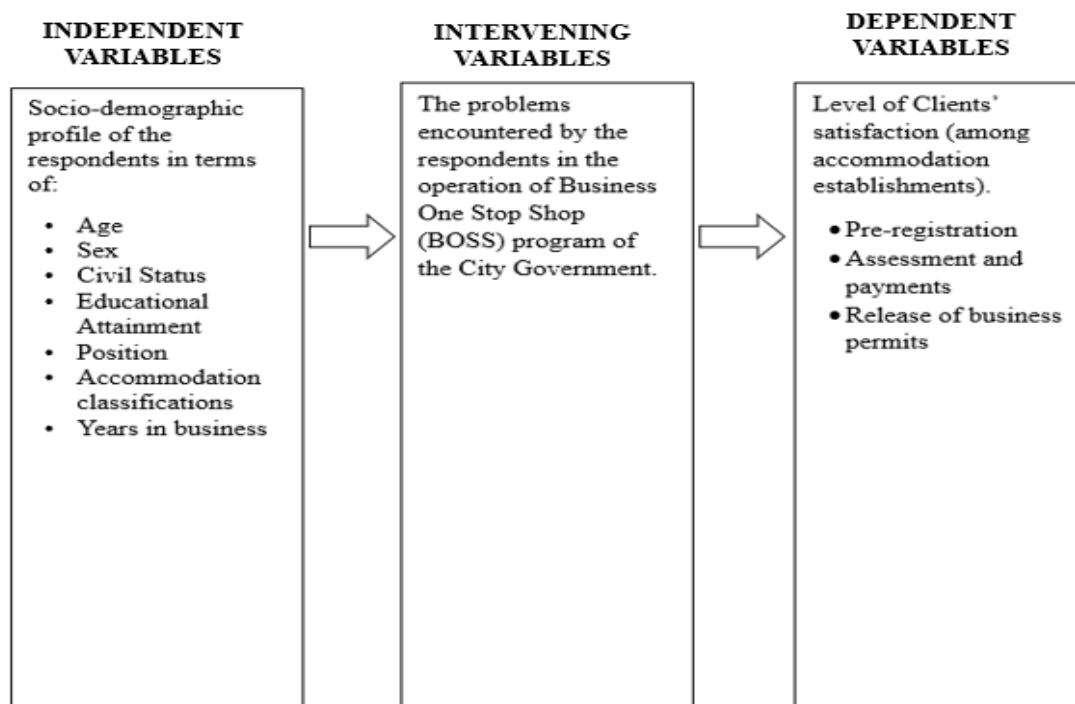 INDEPENDENT
VARIABLES
Socio-demographic
profile of the
respondents in terms
of:
• Age
• Sex
• Civil Status
• Educational
Attainment
• Position
• Accommodation
classifications
• Years in business
INTERVENING
VARIABLES
The problems
encountered by the
respondents in the
operation of Business
One Stop Shop
(BOSS) program of
the City Government.
DEPENDENT
VARIABLES
Level of Clients’
satisfaction (among
accommodation
establishments).
• Pre-registration
• Assessment and
payments
• Release of business
permits